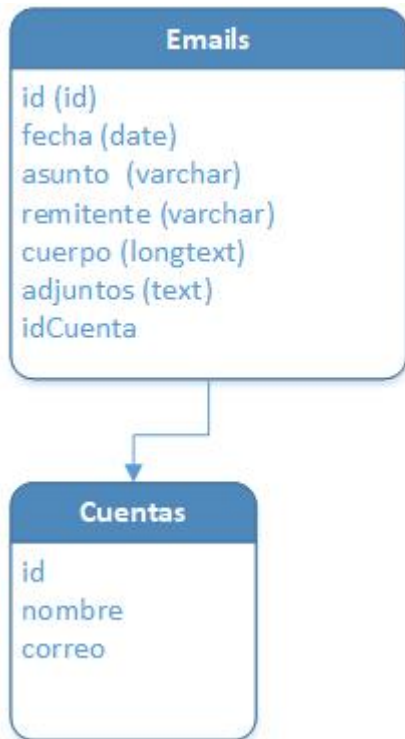 Emails
id (id)
fecha (date)
asunto (varchar)
remitente (varchar)
cuerpo (longtext)
adjuntos (text)
idCuenta
Cuentas
id
nombre
correo